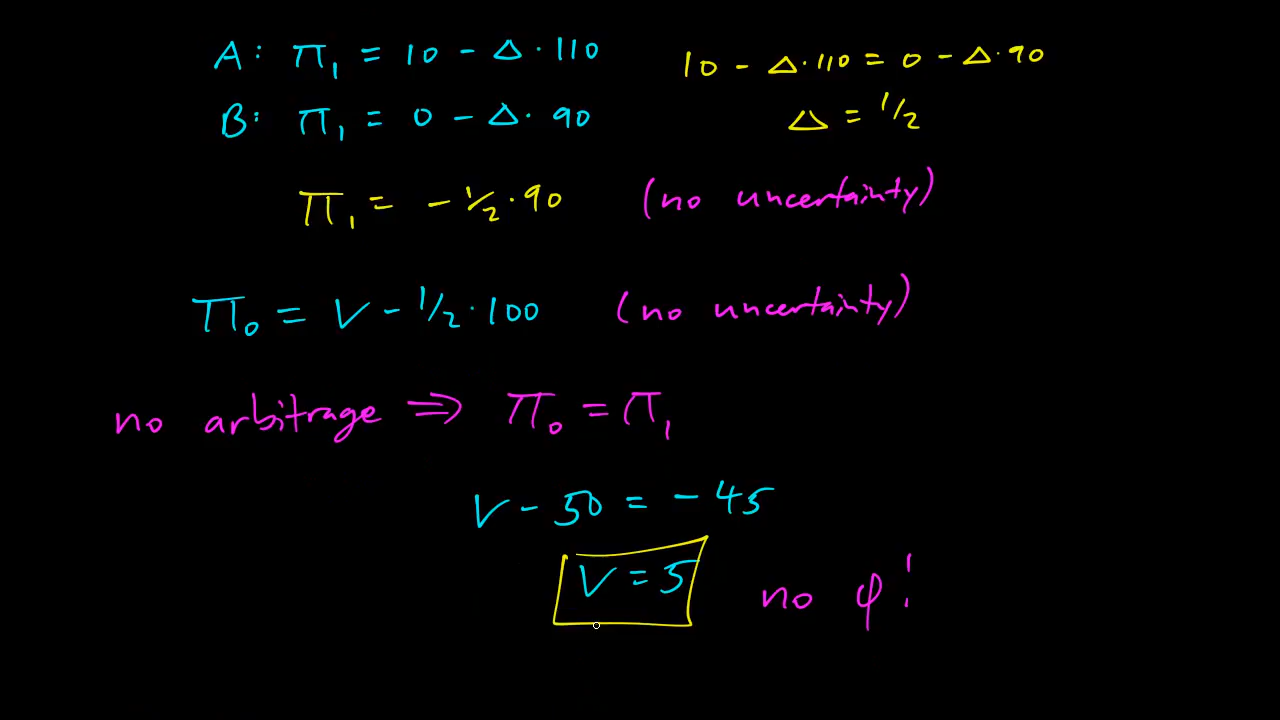 A: Π₁ = 10 - Δ · 110
10 - Δ · 110 = 0 - Δ · 90
B: Π₁ = 0 - Δ · 90
Δ = 1/2
Π₁ = - 1/2 · 90 (no uncertainty)
Π₀ = V - 1/2 · 100 (no uncertainty)
no arbitrage ⇒ Π₀ = Π₁
V - 50 = - 45
V = 5 no φ!